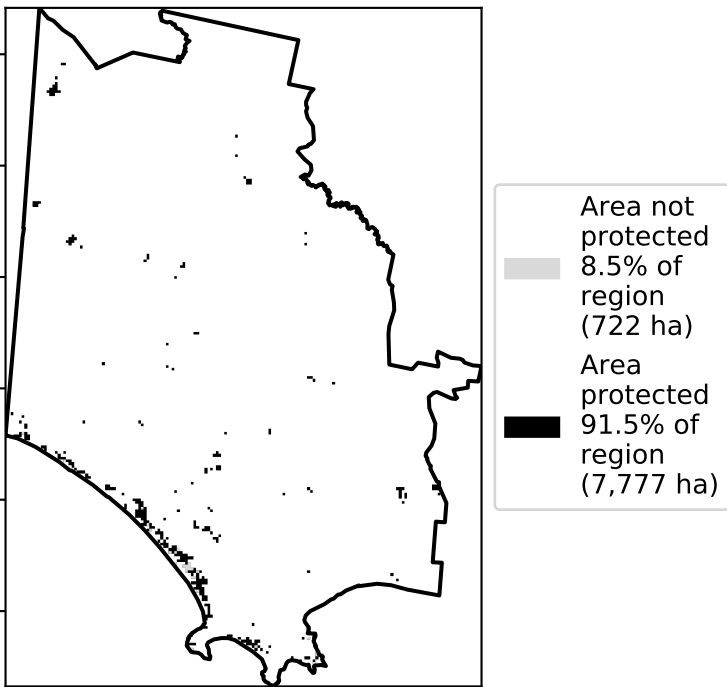 Area not
protected
8.5% of
region
(722 ha)
Area
protected
91.5% of
region
(7,777 ha)